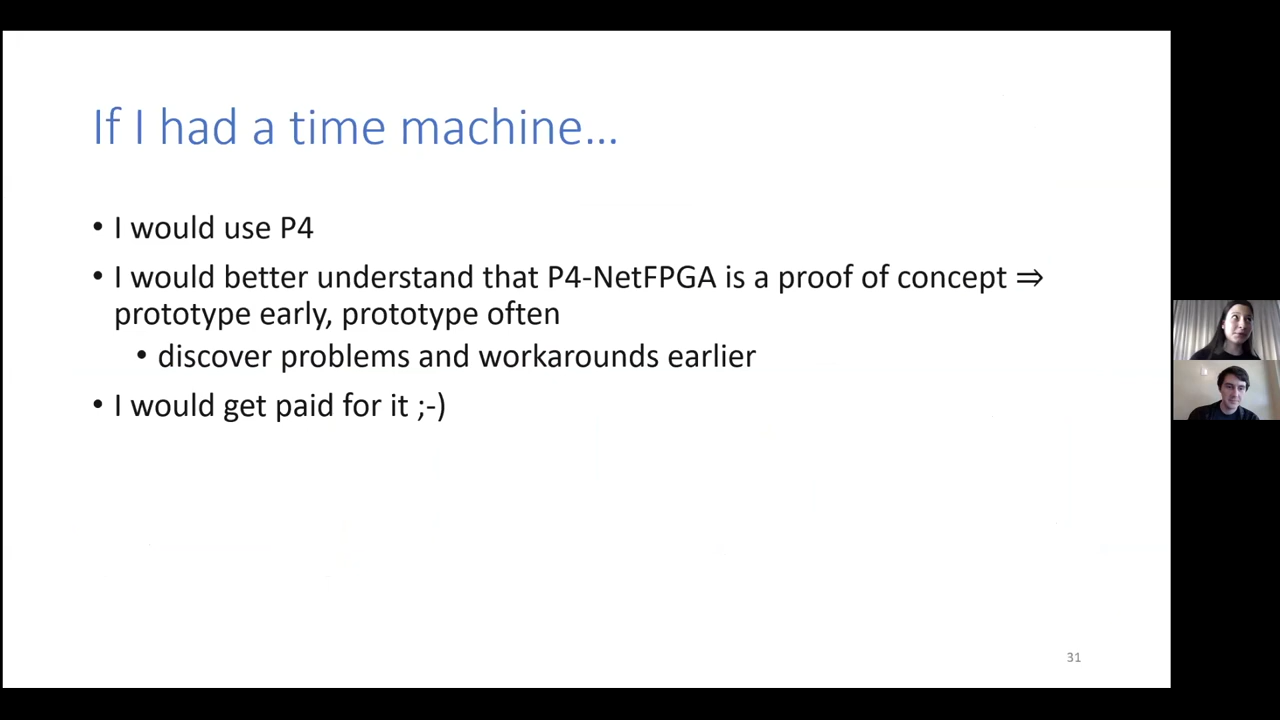 If I had a time machine...
• I would use P4
• I would better understand that P4-NetFPGA is a proof of concept ⇒
prototype early, prototype often
• discover problems and workarounds earlier
• I would get paid for it ;-)
31